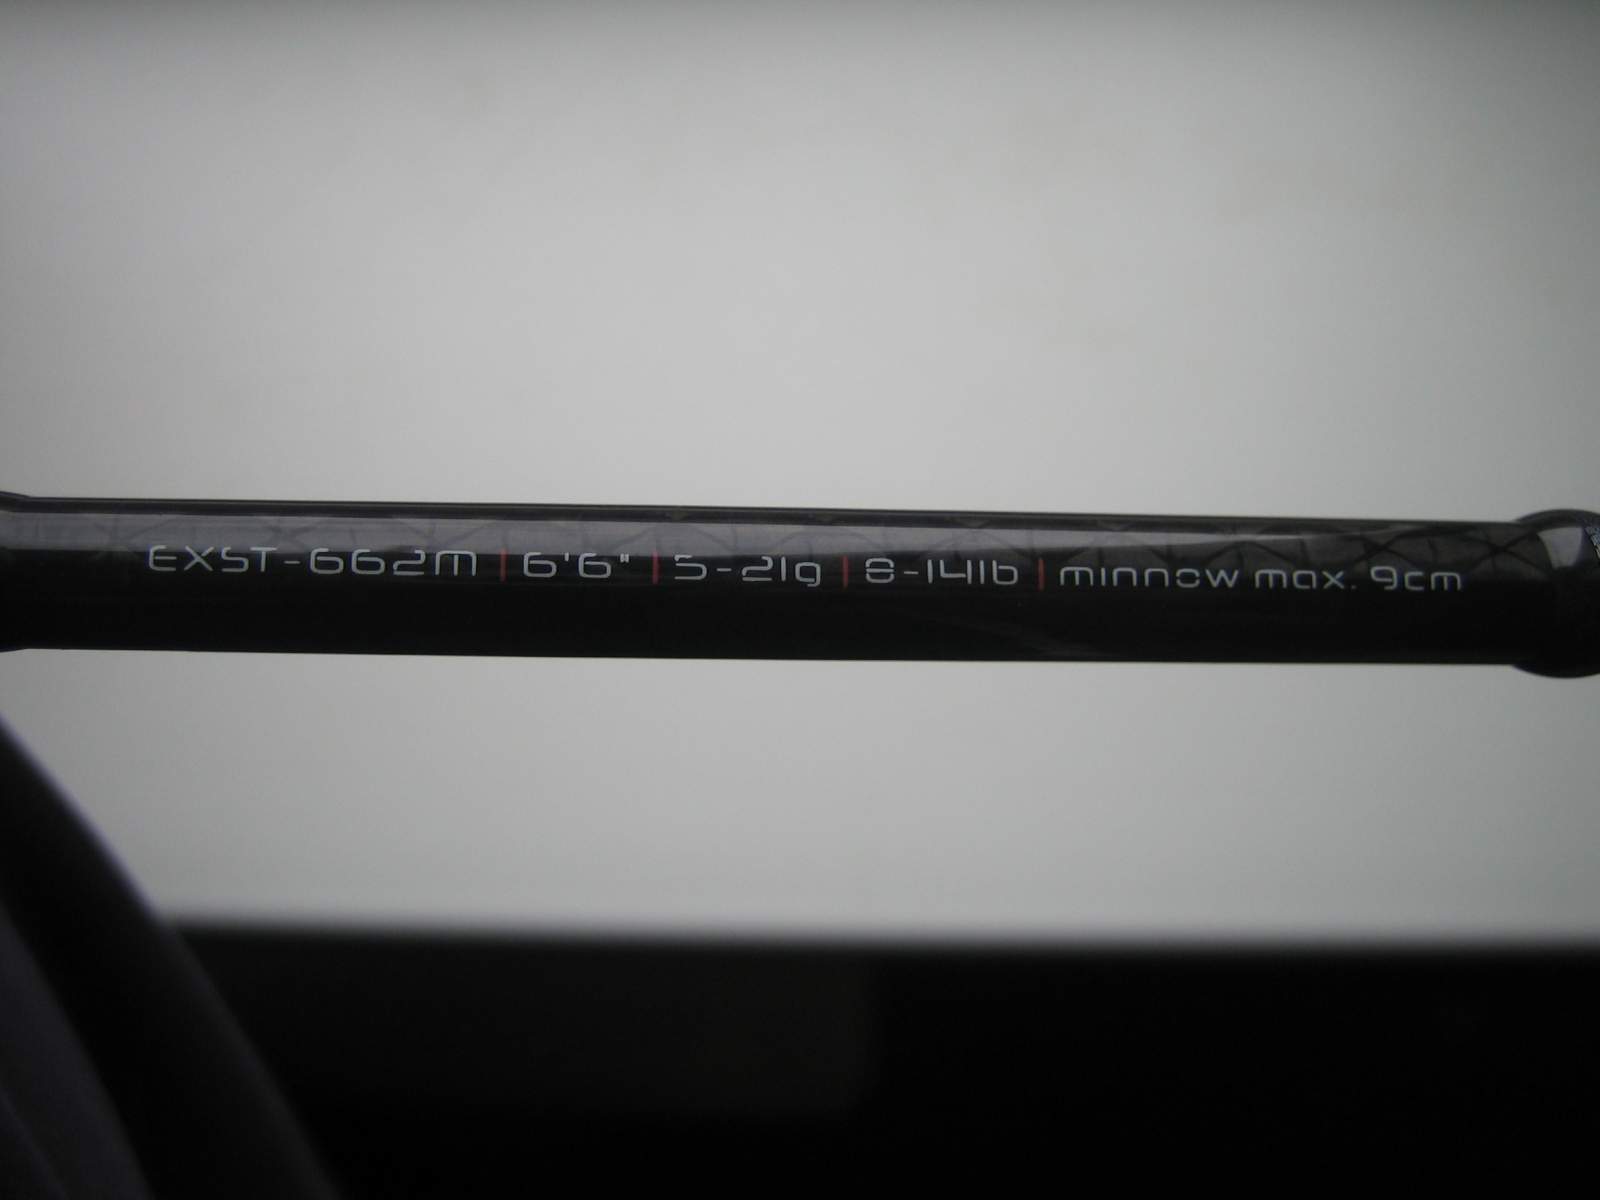 EXST-662M | 6'6" | 5-21g | 8-14lb | minnow max. 9cm